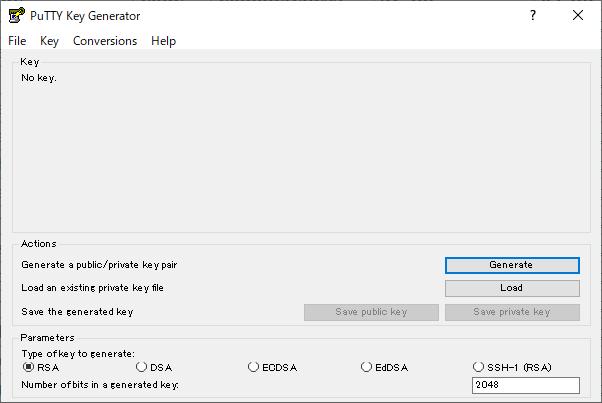 PuTTY Key Generator
File Key Conversions Help
Key
No key.
Actions
Generate a public/private key pair Generate
Load an existing private key file Load
Save the generated key Save public key Save private key
Parameters
Type of key to generate:
RSA DSA ECDSA EdDSA SSH-1 (RSA)
Number of bits in a generated key: 2048